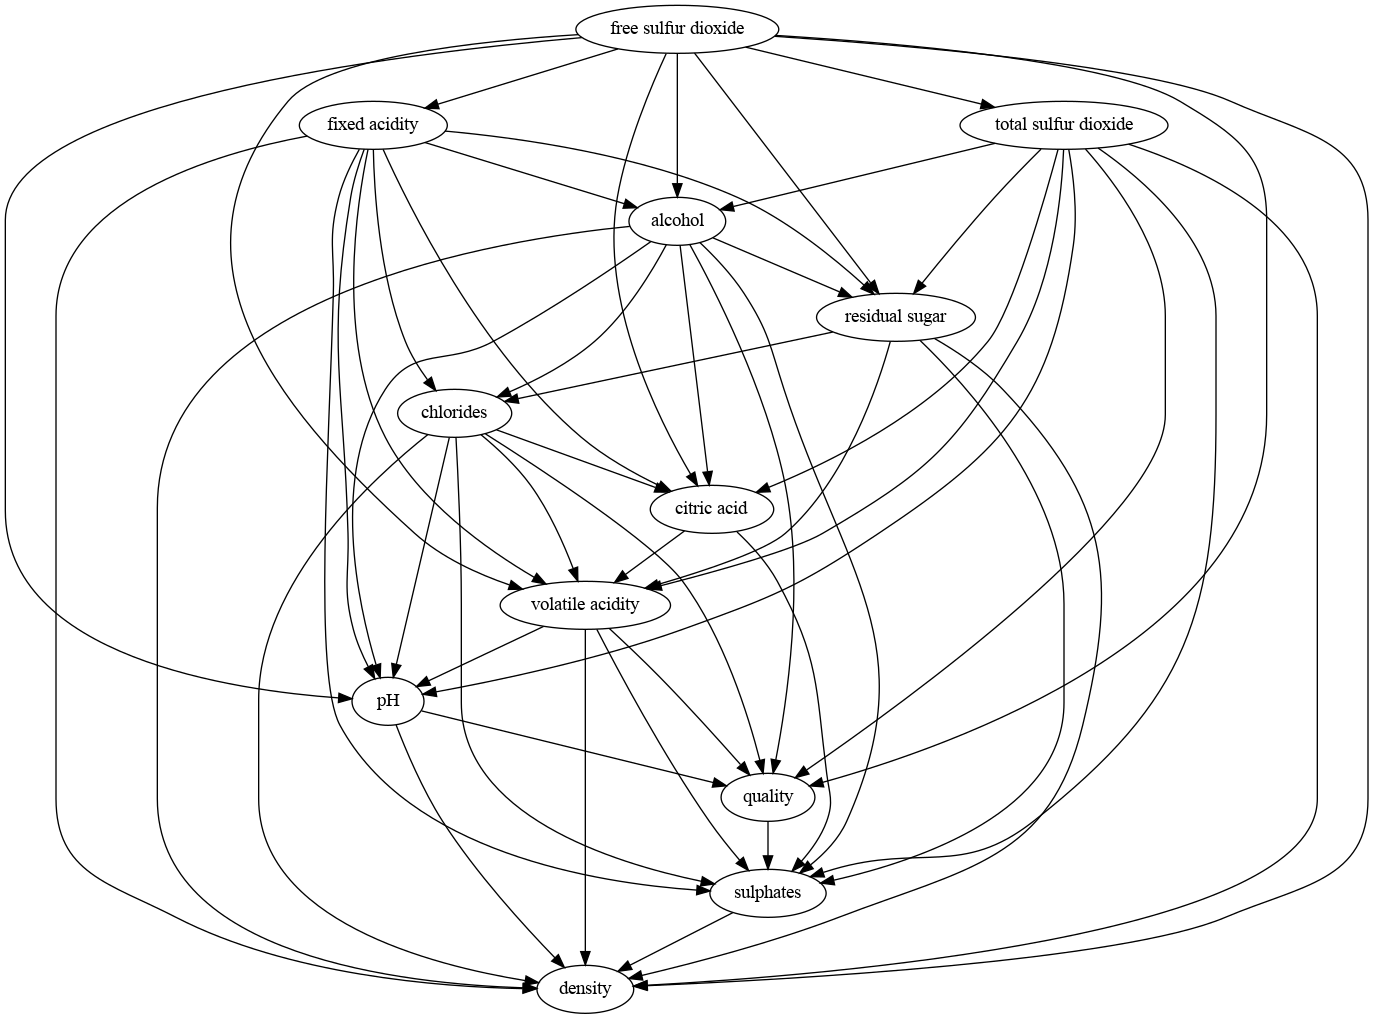 free sulfur dioxide
fixed acidity
total sulfur dioxide
alcohol
residual sugar
chlorides
citric acid
volatile acidity
pH
quality
sulphates
density